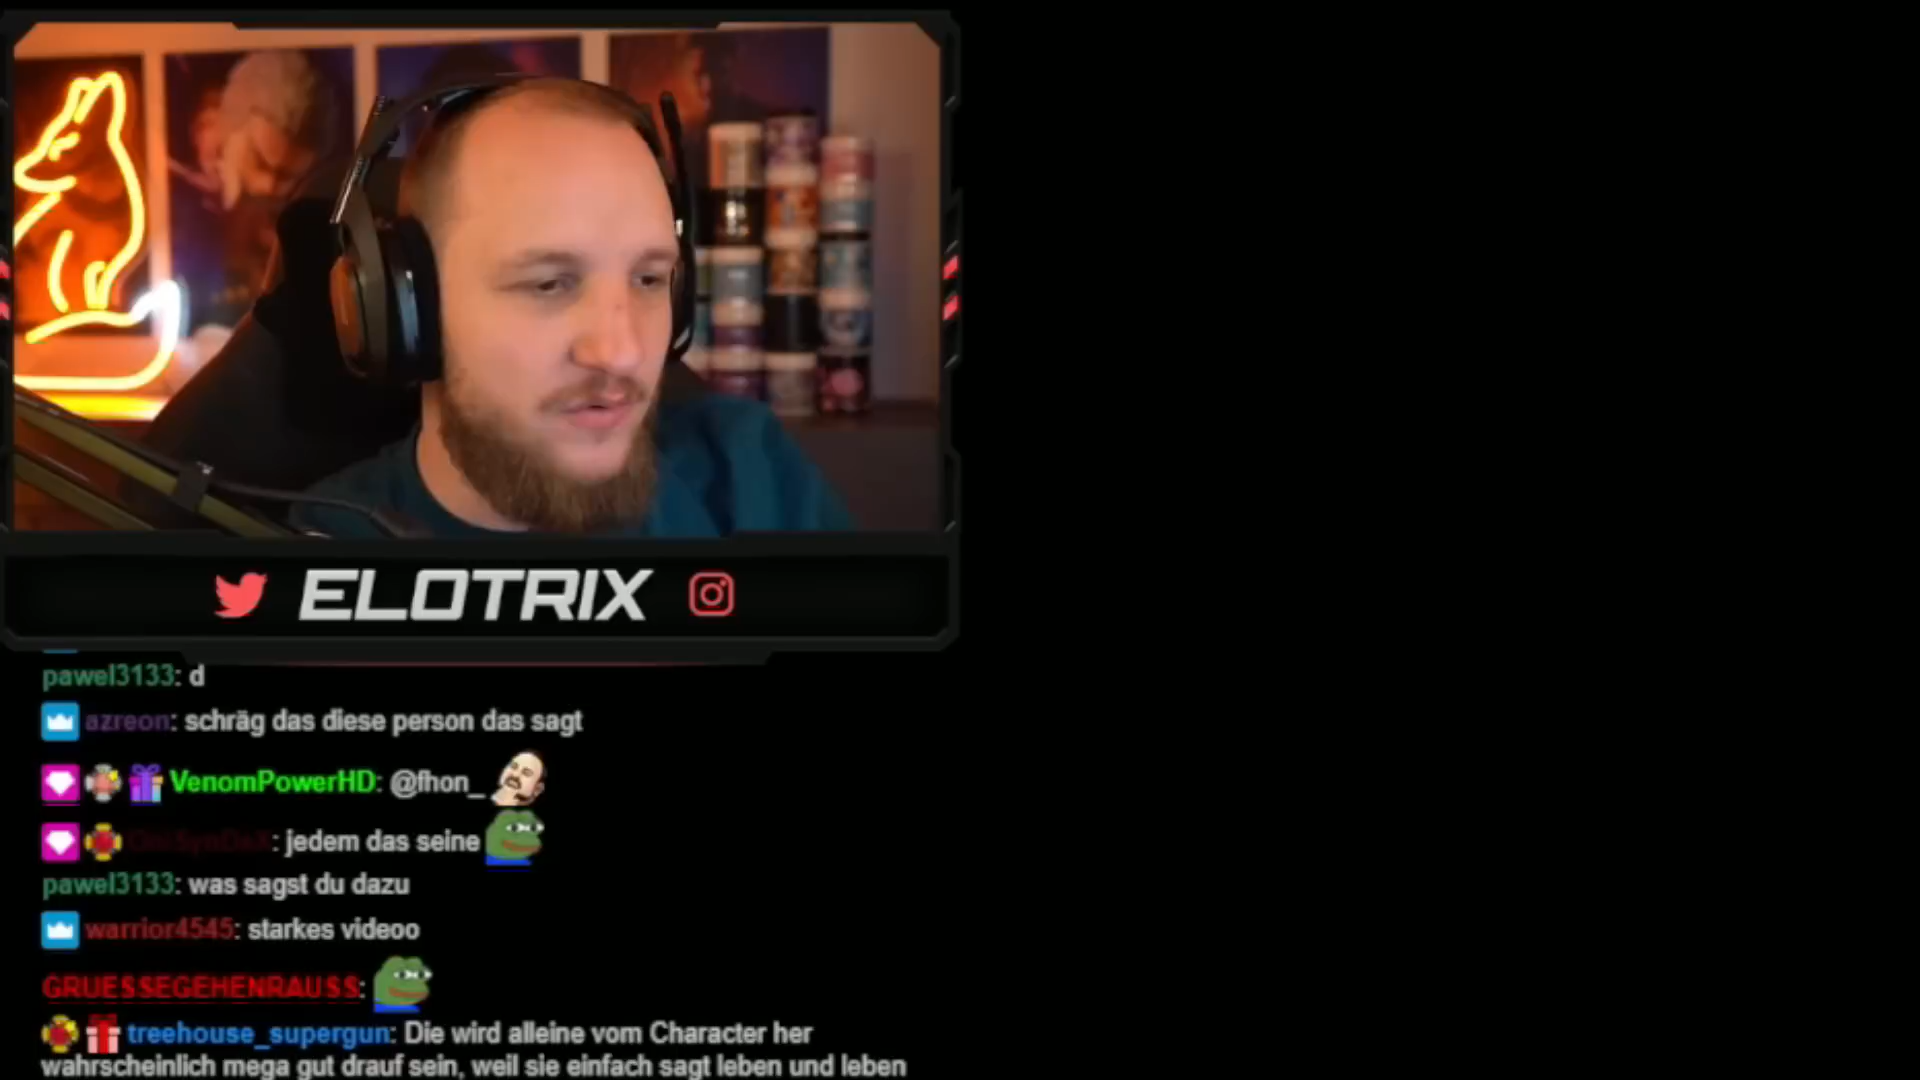 ELOTRIX
pawel3133: d
azreon: schräg das diese person das sagt
VenomPowerHD: @fhon_
: jedem das seine
pawel3133: was sagst du dazu
warrior4545: starkes videoo
GRUESSEGEHENRAUSS:
treehouse_supergun: Die wird alleine vom Character her
wahrscheinlich mega gut drauf sein, weil sie einfach sagt leben und leben